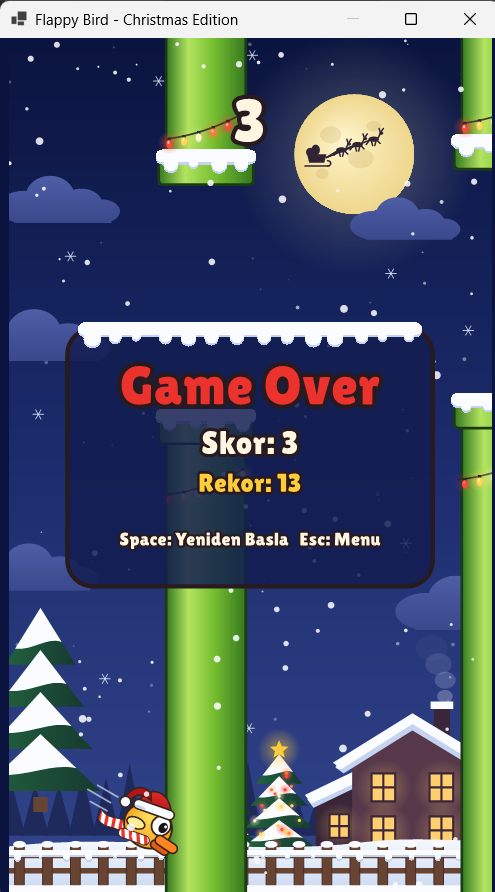 Flappy Bird - Christmas Edition
3
Game Over
Skor: 3
Rekor: 13
Space: Yeniden Basla Esc: Menu